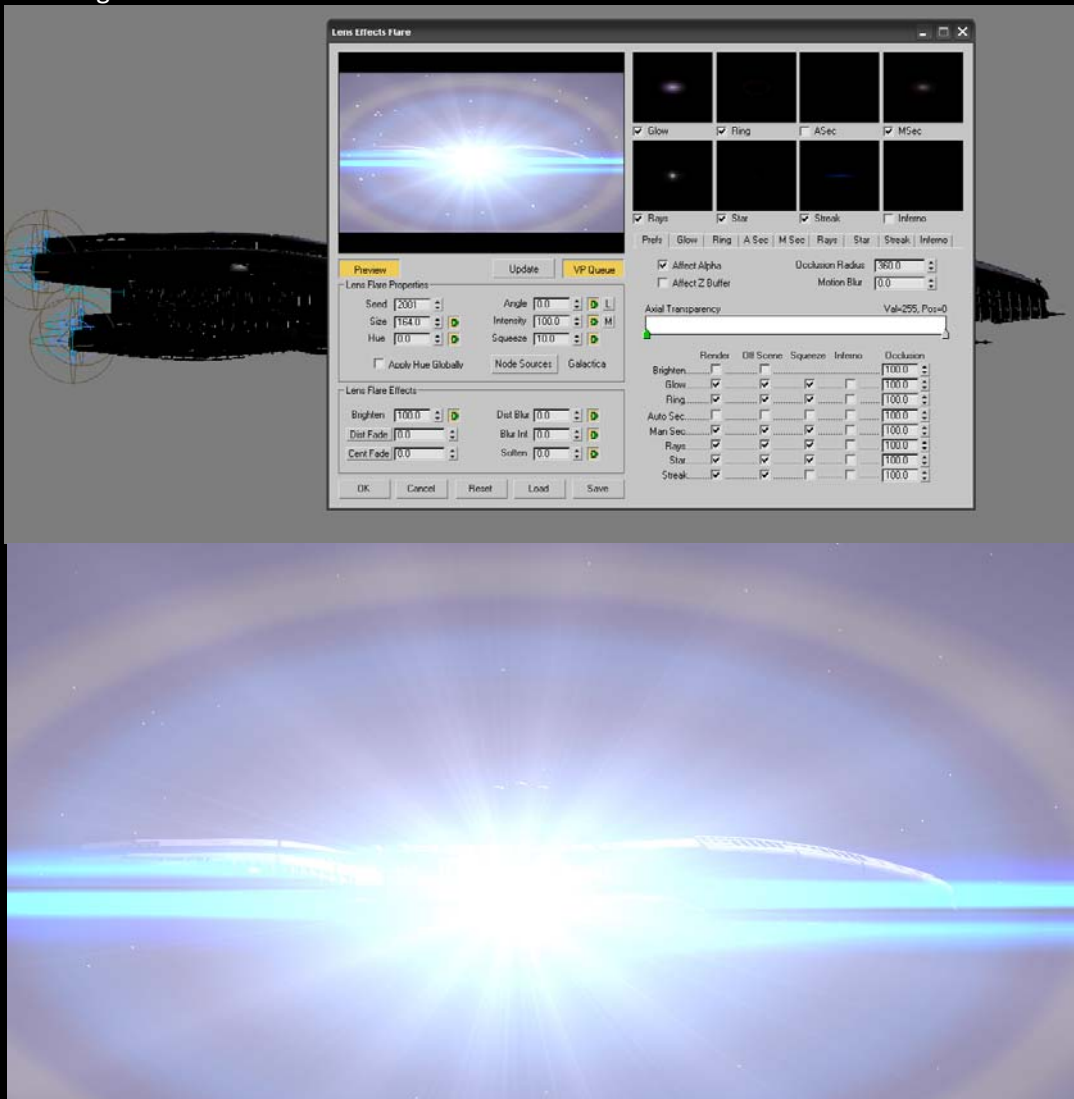 Lens Effects Flare
Glow Ring ASec MSec
Rays Star Streak Inferno
Prefs Glow Ring A Sec M Sec Rays Star Streak Inferno
Preview Update VP Queue
Lens Flare Properties
Seed 2001 Angle 0.0 L
Size 164.0 Intensity 100.0 M
Hue 0.0 Squeeze 10.0
Apply Hue Globally Node Sources Galactica
Lens Flare Effects
Brighten 100.0 Dist Blur 0.0
Dist Fade 0.0 Blur Int 0.0
Cent Fade 0.0 Soften 0.0
OK Cancel Reset Load Save
Affect Alpha Occlusion Radius 360.0
Affect Z Buffer Motion Blur 0.0
Axial Transparency Val=255, Pos=0
Render Off Scene Squeeze Inferno Occlusion
Brighten 100.0
Glow 100.0
Ring 100.0
Auto Sec 100.0
Man Sec 100.0
Rays 100.0
Star 100.0
Streak 100.0